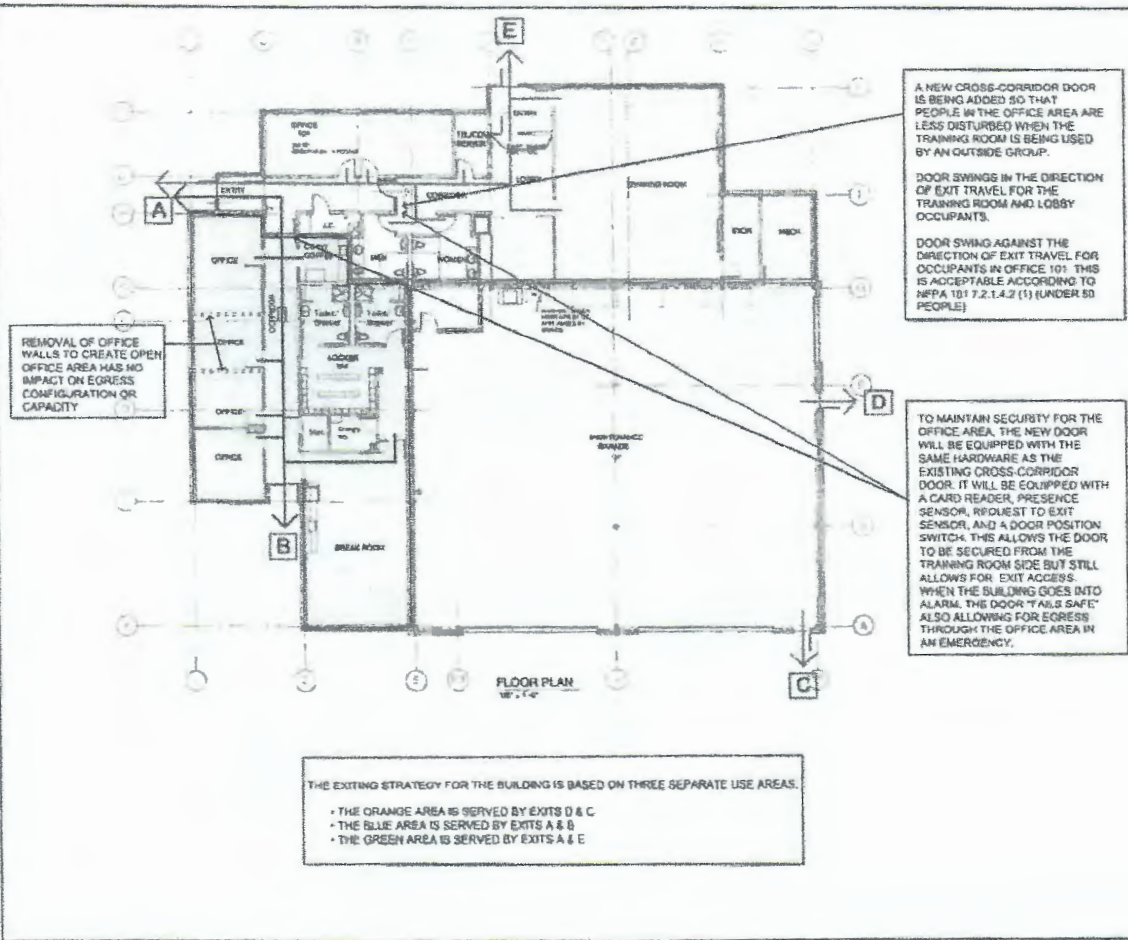 E
A NEW CROSS-CORRIDOR DOOR
IS BEING ADDED SO THAT
PEOPLE IN THE OFFICE AREA ARE
LESS DISTURBED WHEN THE
TRAINING ROOM IS BEING USED
BY AN OUTSIDE GROUP.
DOOR SWINGS IN THE DIRECTION
OF EXIT TRAVEL FOR THE
TRAINING ROOM AND LOBBY
OCCUPANTS.
DOOR SWING AGAINST THE
DIRECTION OF EXIT TRAVEL FOR
OCCUPANTS IN OFFICE 101. THIS
IS ACCEPTABLE ACCORDING TO
NFPA 101 7.2.1.4.2 (1) (UNDER 50
PEOPLE)
OFFICE
ENTRY
LOBBY
TRAINING ROOM
ENTRY
CORRIDOR
A
MEN
WOMEN
MECH
OFFICE
CORRIDOR
Toilet/
Shower
Toilet/
Shower
REMOVAL OF OFFICE
WALLS TO CREATE OPEN
OFFICE AREA HAS NO
IMPACT ON EGRESS
CONFIGURATION OR
CAPACITY
OFFICE
LOCKER
OFFICE
D
MAINTENANCE
GARAGE
OFFICE
TO MAINTAIN SECURITY FOR THE
OFFICE AREA, THE NEW DOOR
WILL BE EQUIPPED WITH THE
SAME HARDWARE AS THE
EXISTING CROSS-CORRIDOR
DOOR. IT WILL BE EQUIPPED WITH
A CARD READER, PRESENCE
SENSOR, REQUEST TO EXIT
SENSOR, AND A DOOR POSITION
SWITCH. THIS ALLOWS THE DOOR
TO BE SECURED FROM THE
TRAINING ROOM SIDE BUT STILL
ALLOWS FOR EXIT ACCESS.
WHEN THE BUILDING GOES INTO
ALARM, THE DOOR "FAILS SAFE"
ALSO ALLOWING FOR EGRESS
THROUGH THE OFFICE AREA IN
AN EMERGENCY.
B
BREAK ROOM
C
FLOOR PLAN
THE EXITING STRATEGY FOR THE BUILDING IS BASED ON THREE SEPARATE USE AREAS.
• THE ORANGE AREA IS SERVED BY EXITS D & C
• THE BLUE AREA IS SERVED BY EXITS A & B
• THE GREEN AREA IS SERVED BY EXITS A & E